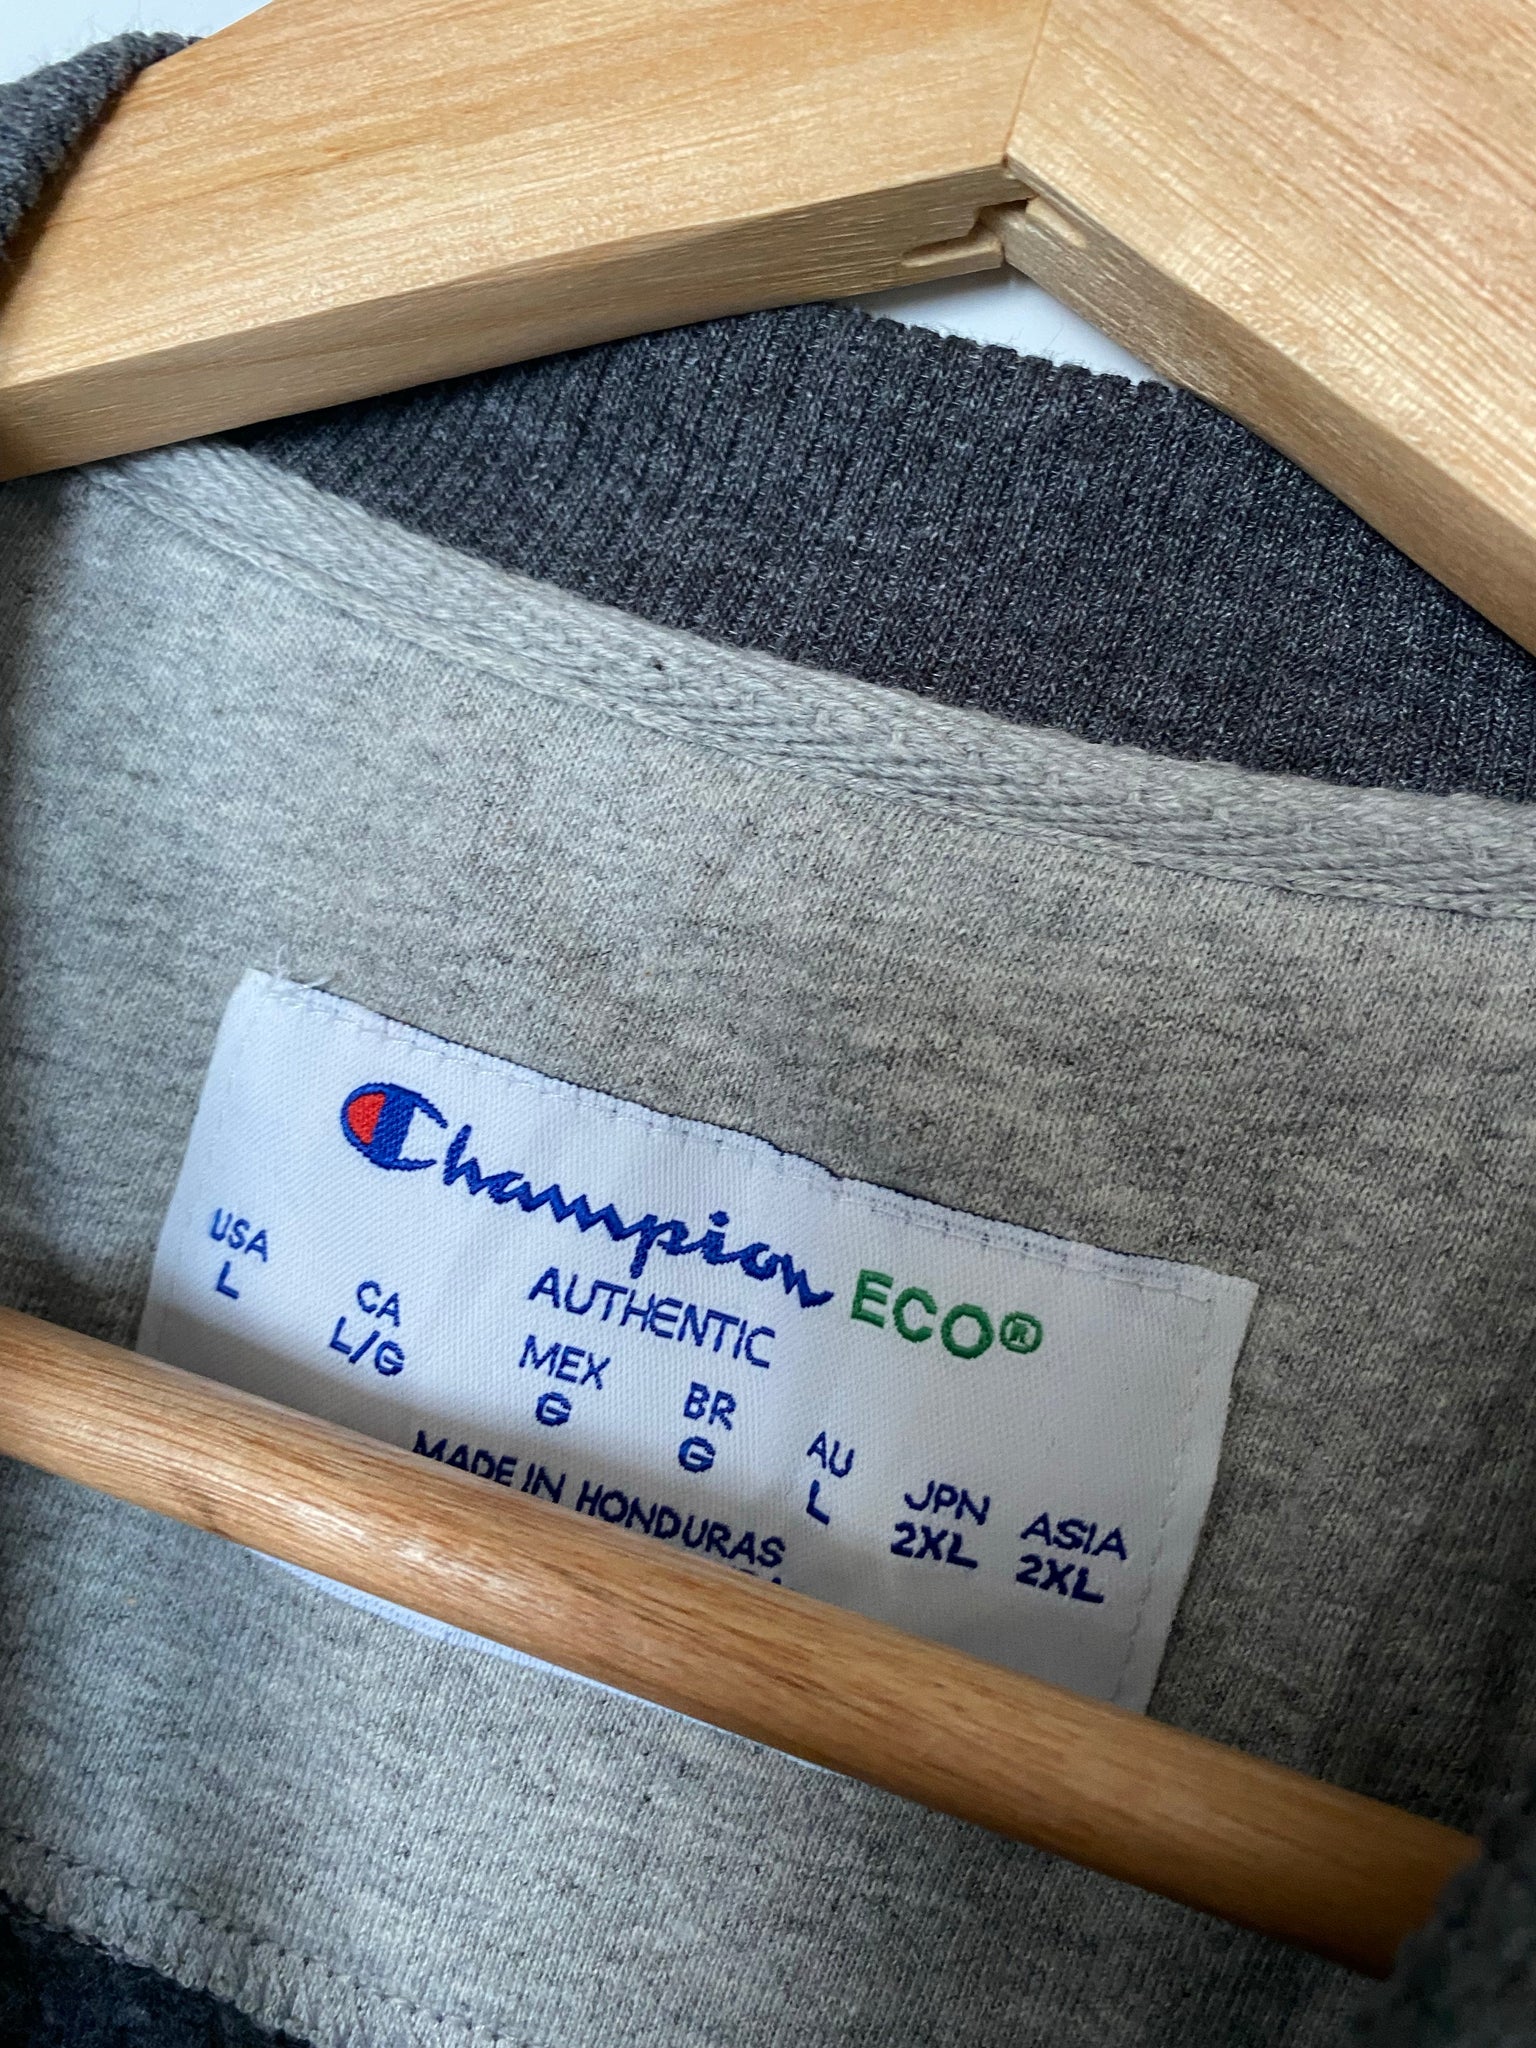 Champion ECO®
AUTHENTIC
USA CA MEX BR AU JPN ASIA
L L/G G G L 2XL 2XL
MADE IN HONDURAS